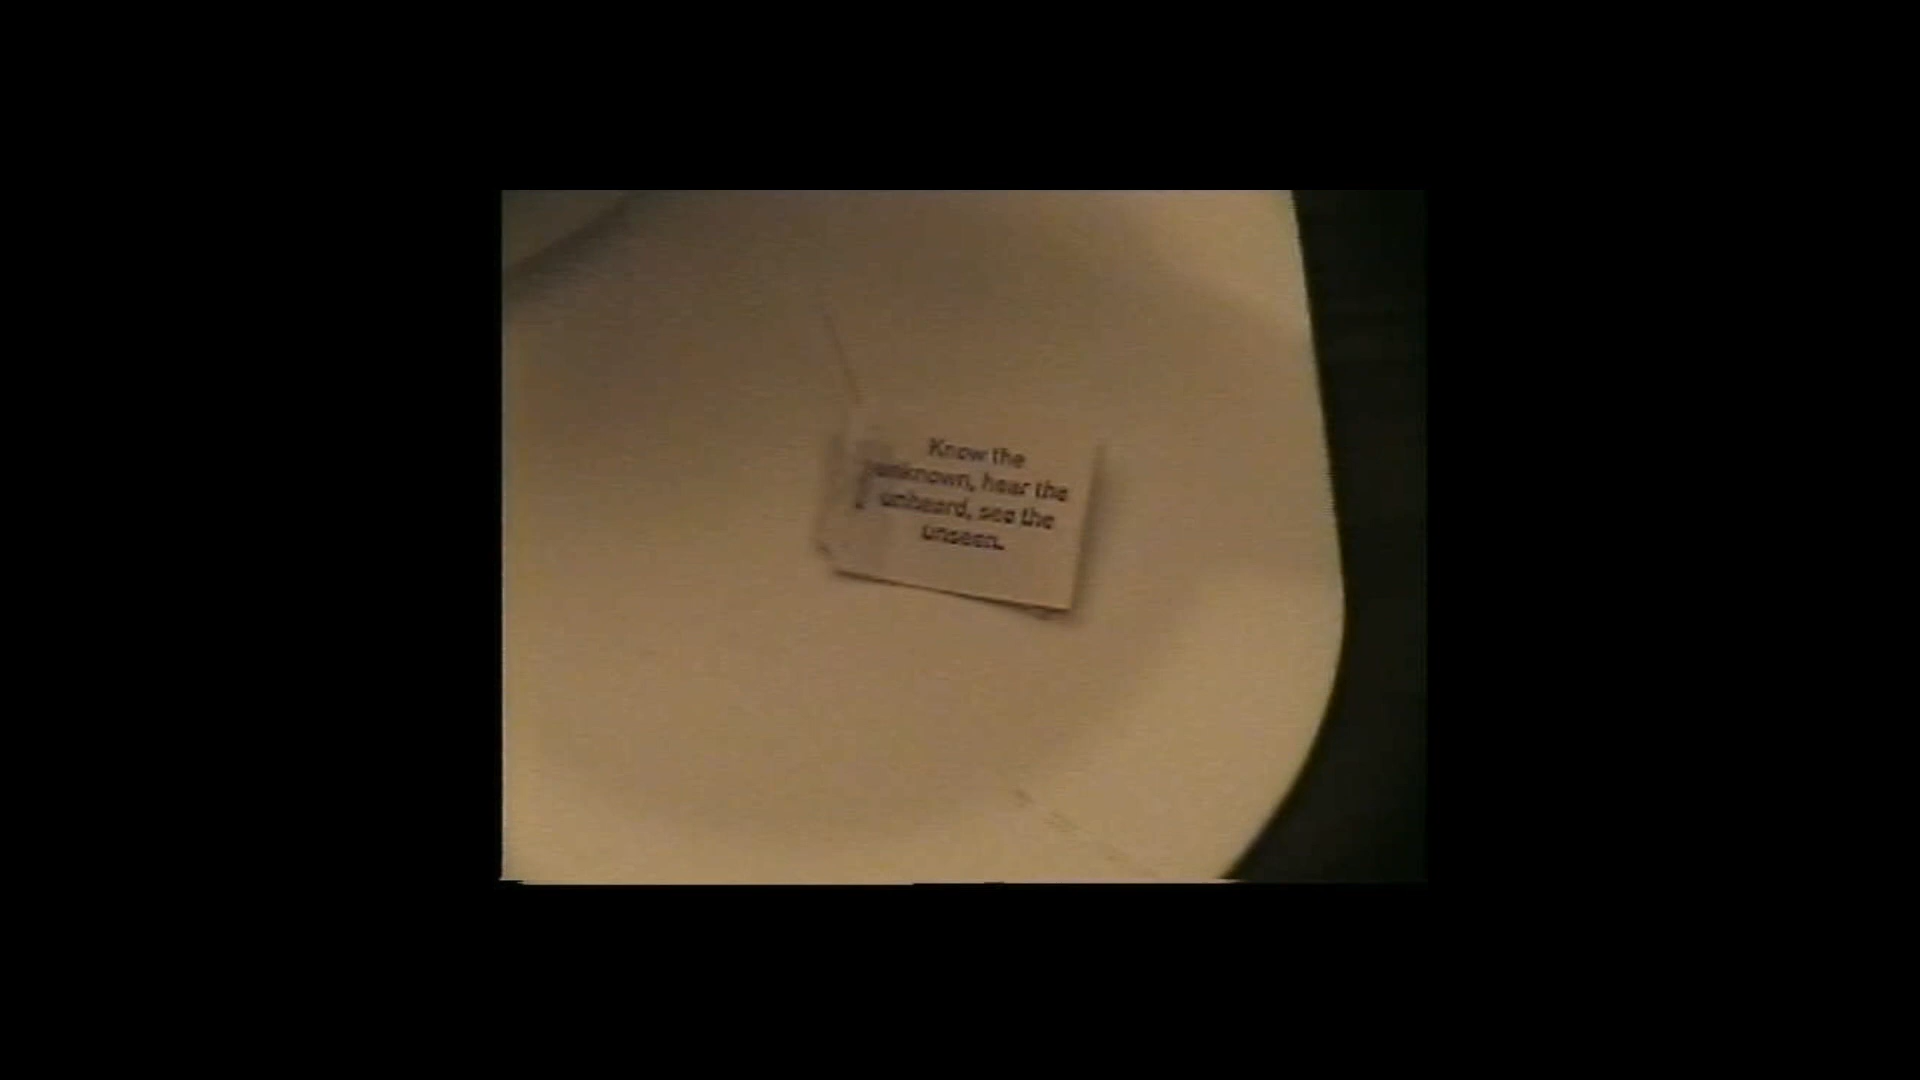 Know the
unknown, hear the
unheard, see the
unseen.